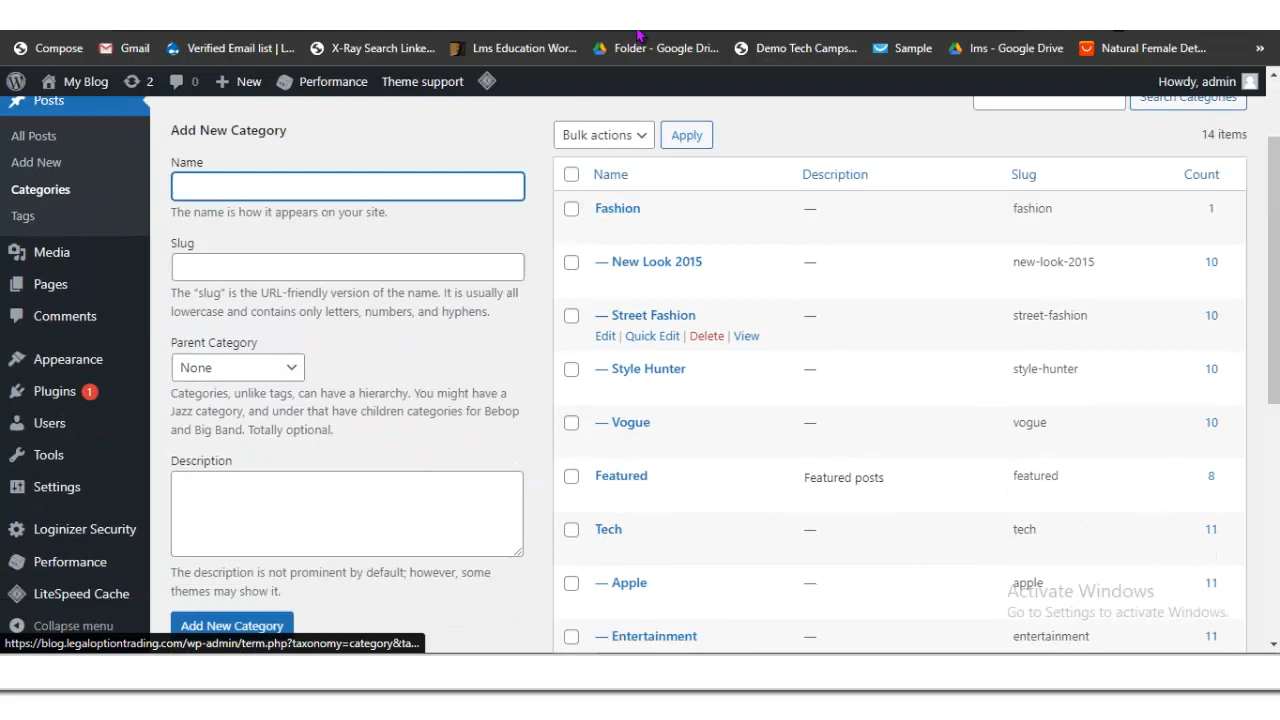 Compose Gmail Verified Email list | L... X-Ray Search Linke... Lms Education Wor... Folder - Google Dri... Demo Tech Camps... Sample lms - Google Drive Natural Female Det... »
My Blog 2 0 + New Performance Theme support Howdy, admin
Posts
All Posts
Add New
Categories
Tags
Media
Pages
Comments
Appearance
Plugins 1
Users
Tools
Settings
Loginizer Security
Performance
LiteSpeed Cache
Collapse menu
Add New Category
Name
The name is how it appears on your site.
Slug
The “slug” is the URL-friendly version of the name. It is usually all
lowercase and contains only letters, numbers, and hyphens.
Parent Category
None
Categories, unlike tags, can have a hierarchy. You might have a
Jazz category, and under that have children categories for Bebop
and Big Band. Totally optional.
Description
The description is not prominent by default; however, some
themes may show it.
Add New Category
Search Categories
Bulk actions Apply 14 items
Name Description Slug Count
Fashion — fashion 1
— New Look 2015 — new-look-2015 10
— Street Fashion — street-fashion 10
Edit | Quick Edit | Delete | View
— Style Hunter — style-hunter 10
— Vogue — vogue 10
Featured Featured posts featured 8
Tech — tech 11
— Apple — apple 11
— Entertainment — entertainment 11
Activate Windows
Go to Settings to activate Windows.
https://blog.legaloptiontrading.com/wp-admin/term.php?taxonomy=category&ta...